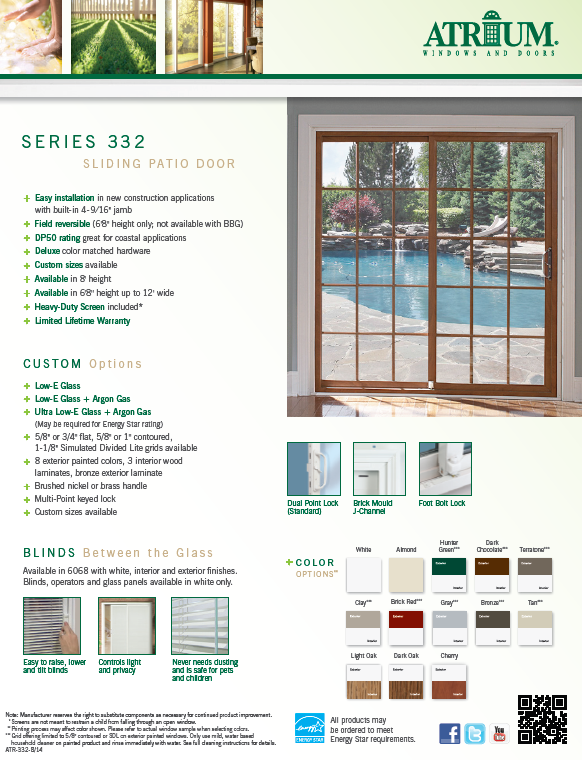 ATRIUM®
WINDOWS AND DOORS
SERIES 332
SLIDING PATIO DOOR
Easy installation in new construction applications
with built-in 4-9/16" jamb
Field reversible (6'8" height only; not available with BBG)
DP50 rating great for coastal applications
Deluxe color matched hardware
Custom sizes available
Available in 8' height
Available in 6'8" height up to 12' wide
Heavy-Duty Screen included*
Limited Lifetime Warranty
CUSTOM Options
Low-E Glass
Low-E Glass + Argon Gas
Ultra Low-E Glass + Argon Gas
(May be required for Energy Star rating)
5/8" or 3/4" flat, 5/8" or 1" contoured,
1-1/8" Simulated Divided Lite grids available
8 exterior painted colors, 3 interior wood
laminates, bronze exterior laminate
Brushed nickel or brass handle
Multi-Point keyed lock
Custom sizes available
Dual Point Lock
(Standard)
Brick Mould
J-Channel
Foot Bolt Lock
BLINDS Between the Glass
Available in 6068 with white, interior and exterior finishes.
Blinds, operators and glass panels available in white only.
Easy to raise, lower
and tilt blinds
Controls light
and privacy
Never needs dusting
and is safe for pets
and children
COLOR
OPTIONS**
White
Almond
Hunter
Green***
Dark
Chocolate***
Terratone***
Clay***
Brick Red***
Gray***
Bronze***
Tan***
Light Oak
Dark Oak
Cherry
Note: Manufacturer reserves the right to substitute components as necessary for continued product improvement.
* Screens are not meant to restrain a child from falling through an open window.
** Printing process may affect color shown. Please refer to actual window sample when selecting colors.
*** Grid offering limited to 5/8" contoured or SDL on exterior painted windows. Only use mild, water based
household cleaner on painted product and rinse immediately with water. See full cleaning instructions for details.
ATR-332-8/14
ENERGY STAR
All products may
be ordered to meet
Energy Star requirements.
You
Tube